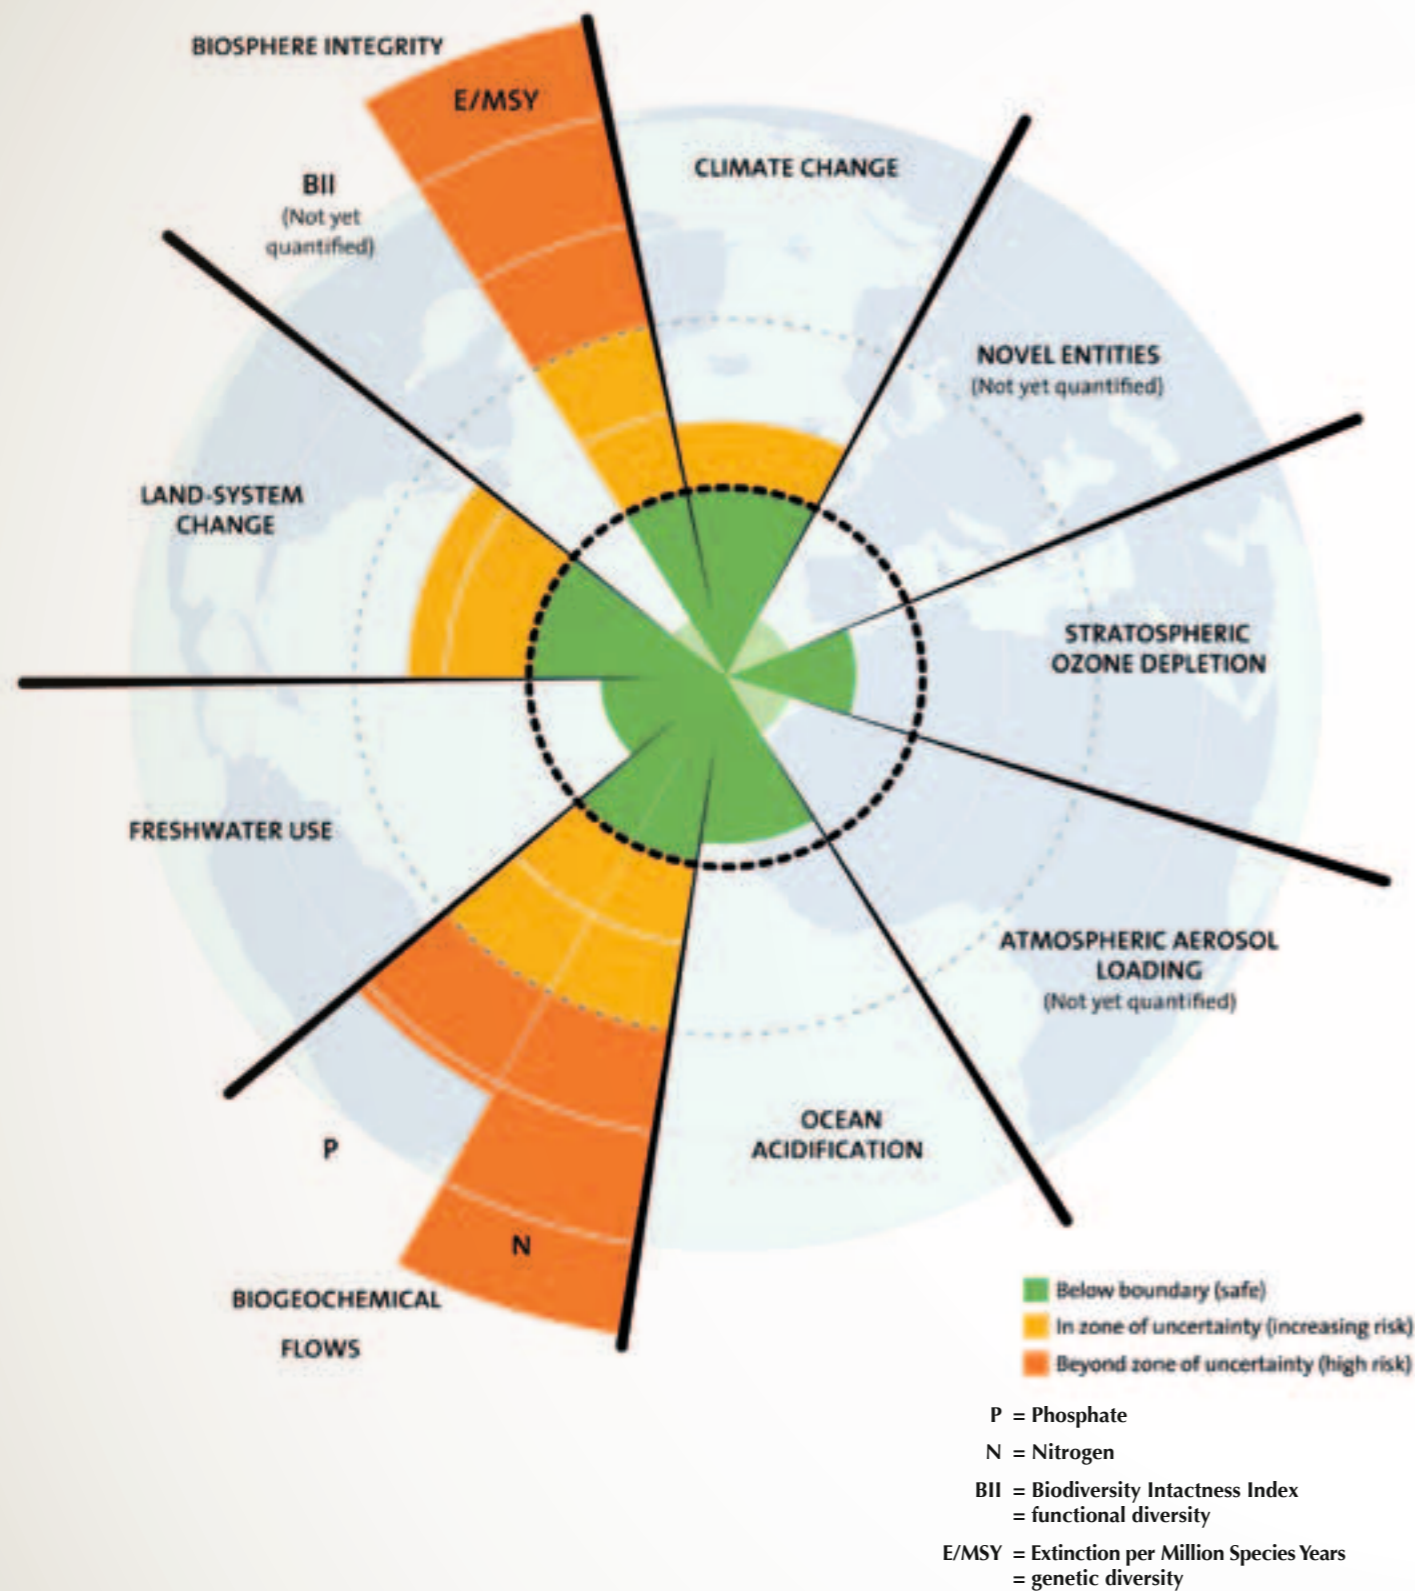 BIOSPHERE INTEGRITY
E/MSY
CLIMATE CHANGE
BII
(Not yet
quantified)
NOVEL ENTITIES
(Not yet quantified)
LAND-SYSTEM
CHANGE
STRATOSPHERIC
OZONE DEPLETION
FRESHWATER USE
ATMOSPHERIC AEROSOL
LOADING
(Not yet quantified)
OCEAN
ACIDIFICATION
P
N
BIOGEOCHEMICAL
FLOWS
Below boundary (safe)
In zone of uncertainty (increasing risk)
Beyond zone of uncertainty (high risk)
P = Phosphate
N = Nitrogen
BII = Biodiversity Intactness Index
= functional diversity
E/MSY = Extinction per Million Species Years
= genetic diversity